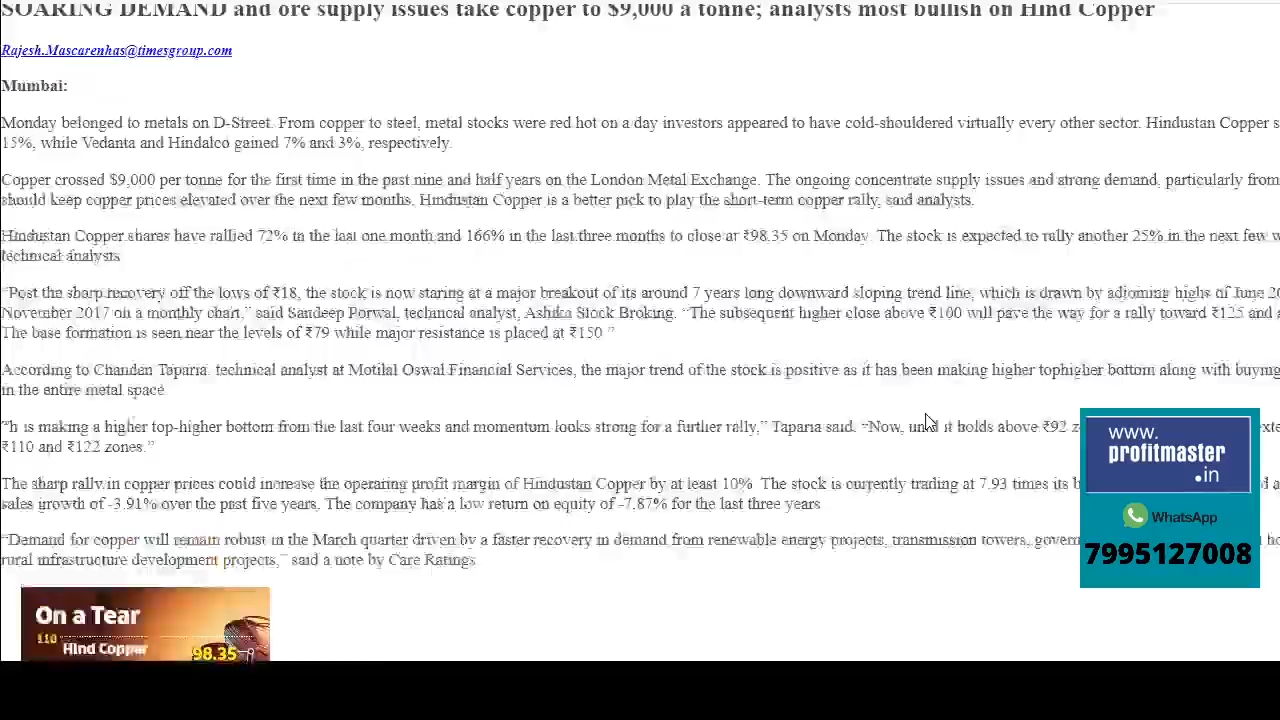 SOARING DEMAND and ore supply issues take copper to $9,000 a tonne; analysts most bullish on Hind Copper
Rajesh.Mascarenhas@timesgroup.com
Mumbai:
Monday belonged to metals on D-Street. From copper to steel, metal stocks were red hot on a day investors appeared to have cold-shouldered virtually every other sector. Hindustan Copper s
15%, while Vedanta and Hindalco gained 7% and 3%, respectively.
Copper crossed $9,000 per tonne for the first time in the past nine and half years on the London Metal Exchange. The ongoing concentrate supply issues and strong demand, particularly from
should keep copper prices elevated over the next few months. Hindustan Copper is a better pick to play the short-term copper rally, said analysts.
Hindustan Copper shares have rallied 72% in the last one month and 166% in the last three months to close at ₹98.35 on Monday. The stock is expected to rally another 25% in the next few w
technical analysts
“Post the sharp recovery off the lows of ₹18, the stock is now staring at a major breakout of its around 7 years long downward sloping trend line, which is drawn by adjoining highs of June 20
November 2017 on a monthly chart,” said Sandeep Porwal, technical analyst, Ashika Stock Broking. “The subsequent higher close above ₹100 will pave the way for a rally toward ₹125 and a
The base formation is seen near the levels of ₹79 while major resistance is placed at ₹150 ”
According to Chandan Taparia technical analyst at Motilal Oswal Financial Services, the major trend of the stock is positive as it has been making higher tophigher bottom along with buying
in the entire metal space
is making a higher top-higher bottom from the last four weeks and momentum looks strong for a further rally,” Taparia said. “Now, until it holds above ₹92 z exte
₹110 and ₹122 zones.”
The sharp rally in copper prices could increase the operating profit margin of Hindustan Copper by at least 10% The stock is currently trading at 7.93 times its b
sales growth of -3.91% over the past five years. The company has a low return on equity of -7.87% for the last three years
“Demand for copper will remain robust in the March quarter driven by a faster recovery in demand from renewable energy projects, transmission towers, govern ho
rural infrastructure development projects,” said a note by Care Ratings
www.
profitmaster
.in
WhatsApp
7995127008
On a Tear
110
Hind Copper
98.35